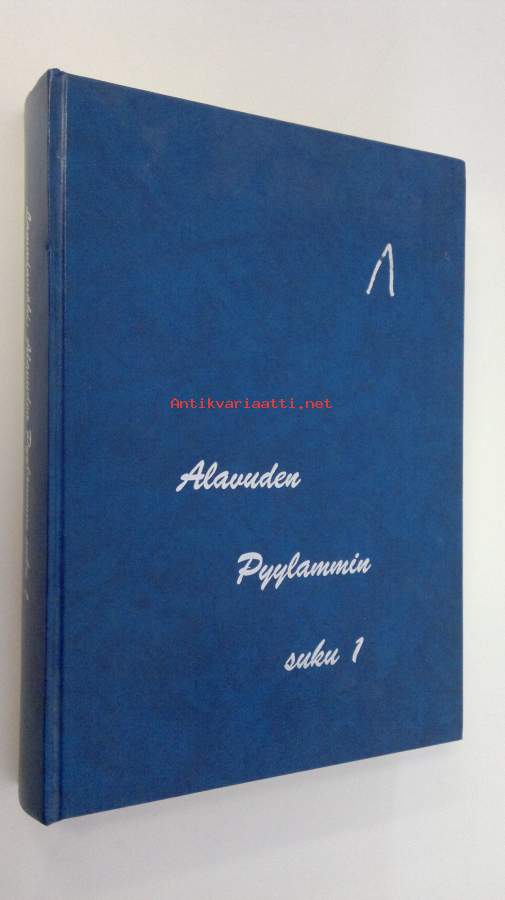 Antikvariaatti.net
Alavuden
Pyylammin
suku 1